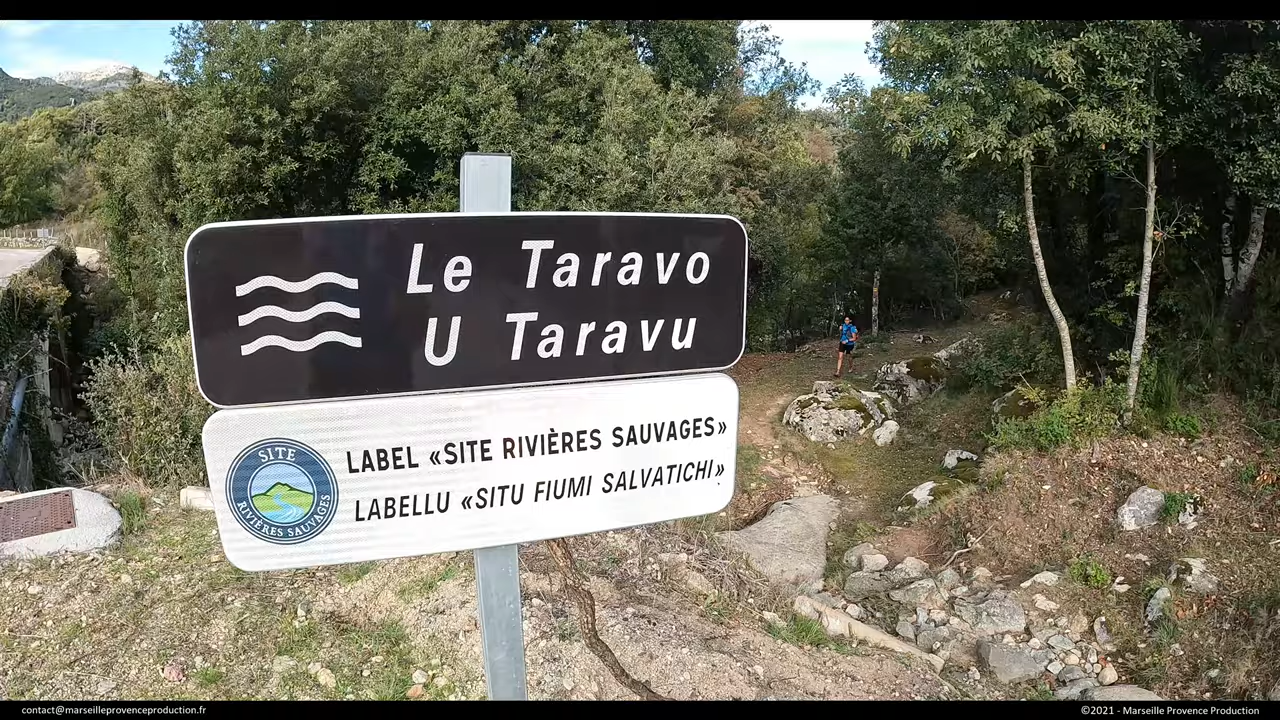 Le Taravo
U Taravu
LABEL «SITE RIVIÈRES SAUVAGES»
LABELLU «SITU FIUMI SALVATICHI»
SITE
RIVIÈRES SAUVAGES
contact@marseilleprovenceproduction.fr
©2021 - Marseille Provence Production